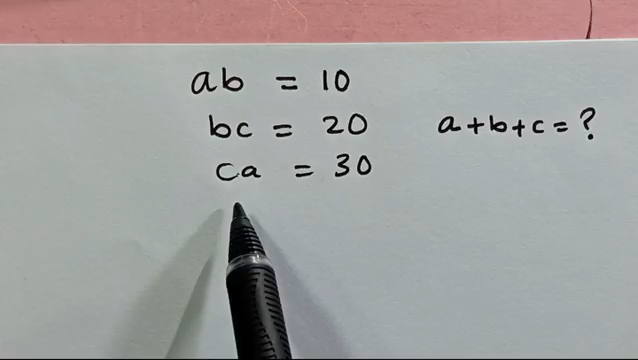 ab = 10
bc = 20
a+b+c = ?
ca = 30